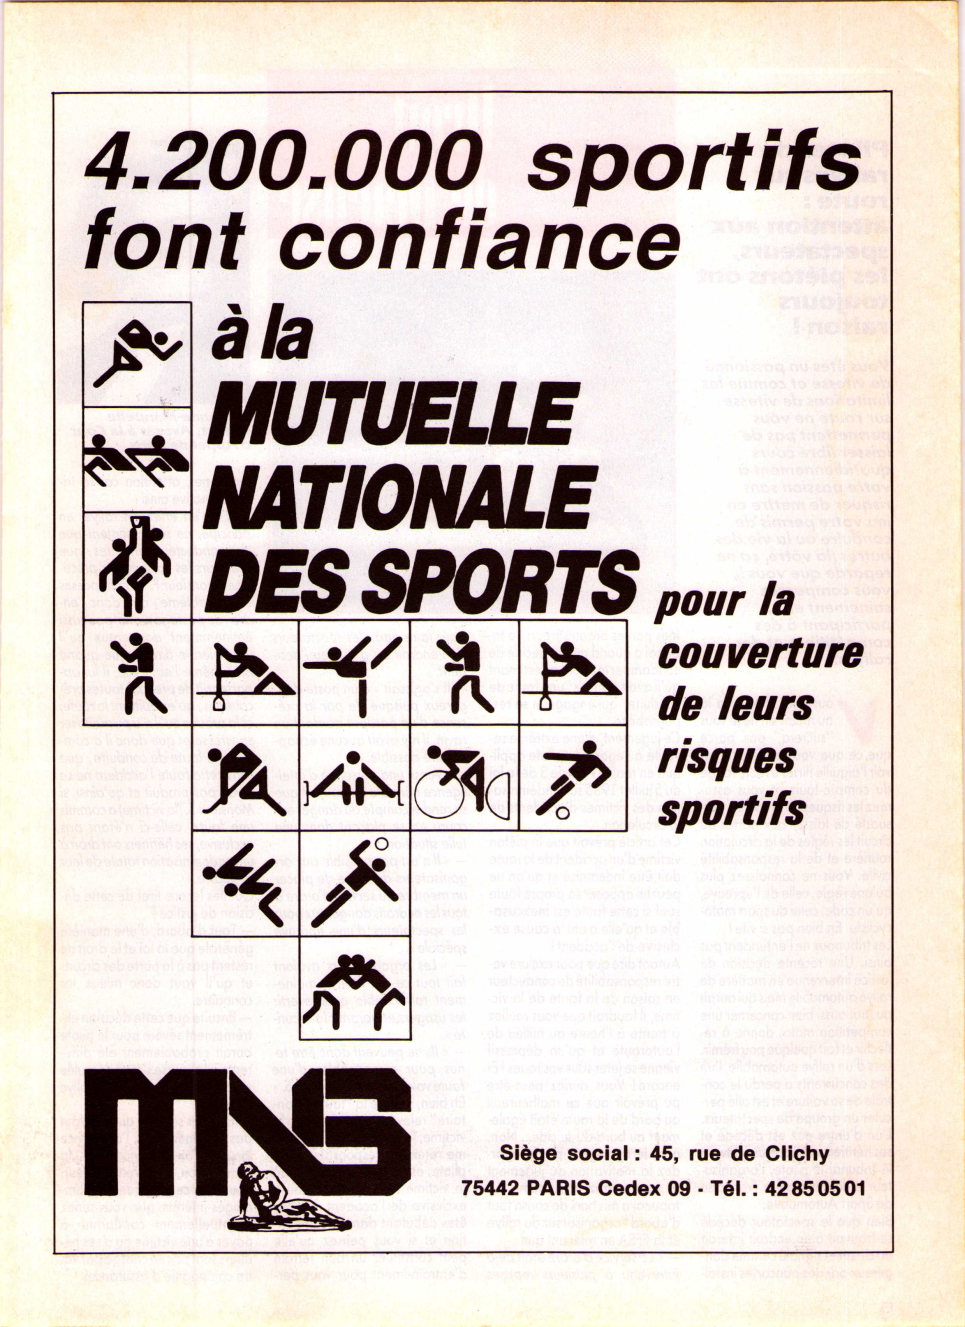 4.200.000 sportifs
font confiance
à la
MUTUELLE
NATIONALE
DES SPORTS
pour la
couverture
de leurs
risques
sportifs
MNS
Siège social : 45, rue de Clichy
75442 PARIS Cedex 09 - Tél. : 42 85 05 01